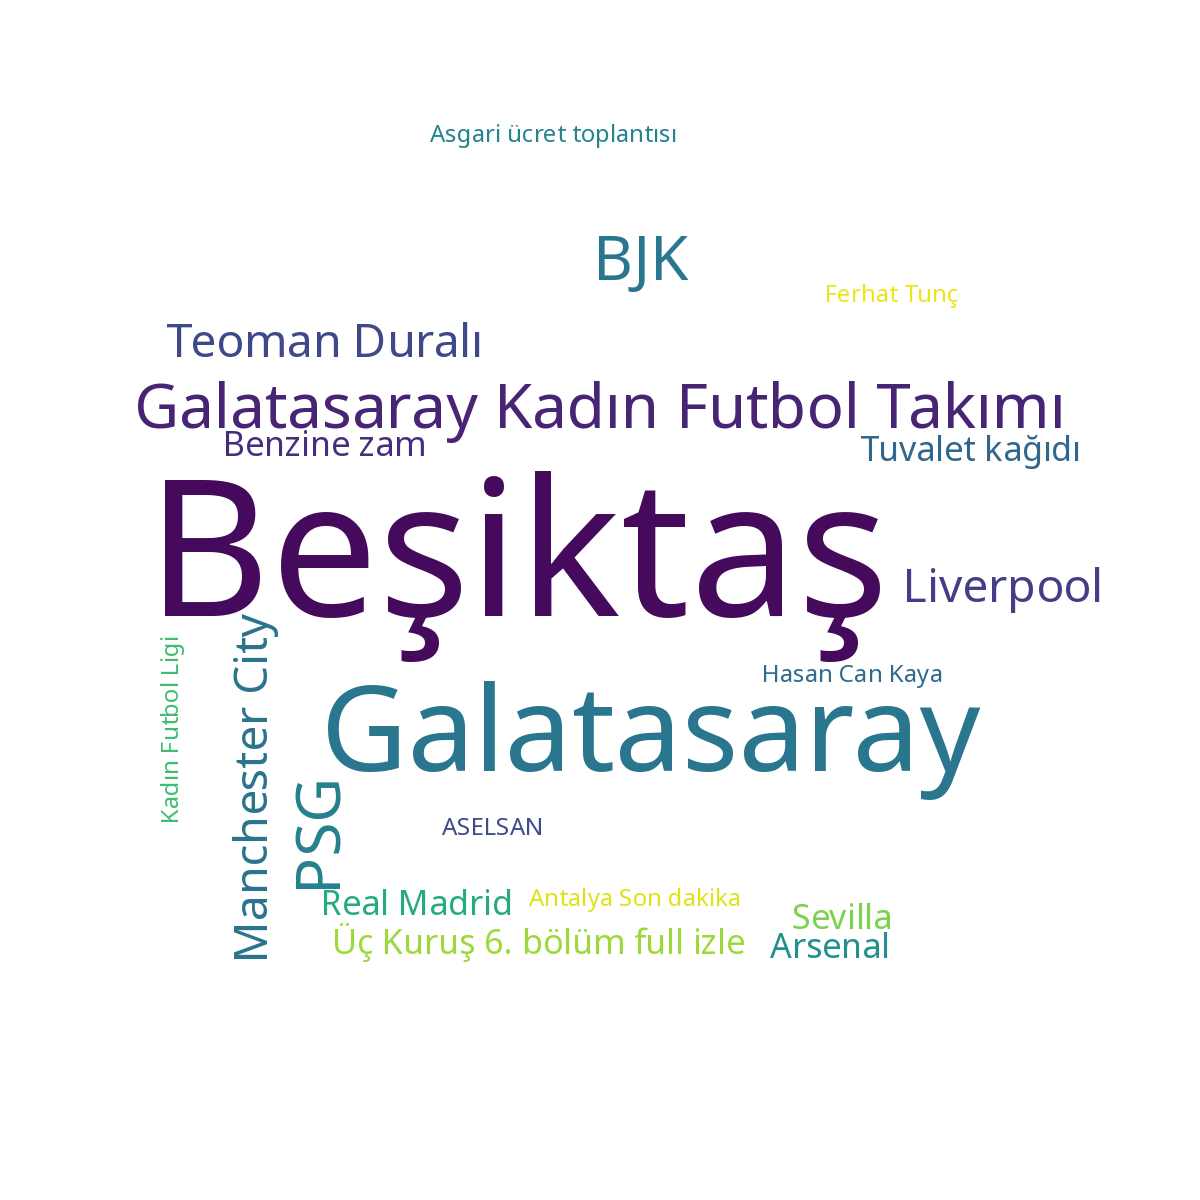 Asgari ücret toplantısı
BJK
Ferhat Tunç
Teoman Duralı
Galatasaray Kadın Futbol Takımı
Benzine zam
Tuvalet kağıdı
Beşiktaş
Liverpool
Kadın Futbol Ligi
Manchester City
Hasan Can Kaya
Galatasaray
PSG
ASELSAN
Real Madrid
Antalya Son dakika
Sevilla
Üç Kuruş 6. bölüm full izle
Arsenal